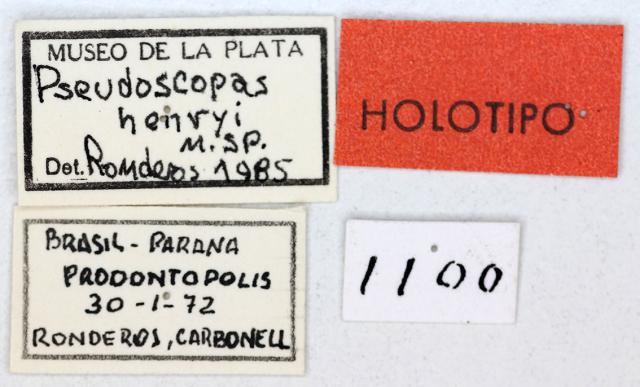 MUSEO DE LA PLATA
Pseudoscopas
henryi
n. sp.
Det. Ronderos 1985
HOLOTIPO
BRASIL - PARANA
PRODONTOPOLIS
30-1-72
RONDEROS, CARBONELL
1100